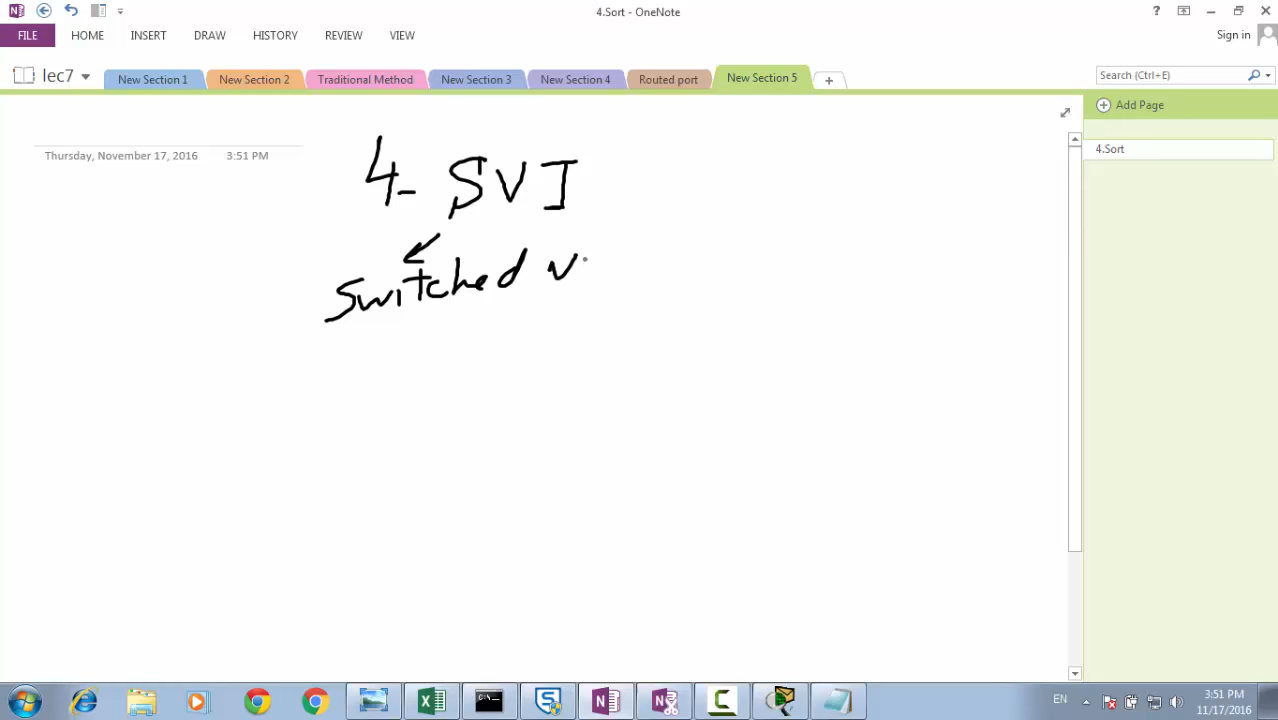 4.Sort - OneNote
?
FILE HOME INSERT DRAW HISTORY REVIEW VIEW
Sign in
lec7
New Section 1 New Section 2 Traditional Method New Section 3 New Section 4 Routed port New Section 5 +
Search (Ctrl+E)
Add Page
4.Sort
Thursday, November 17, 2016 3:51 PM
4- SVI
Switched v
EN
3:51 PM
11/17/2016